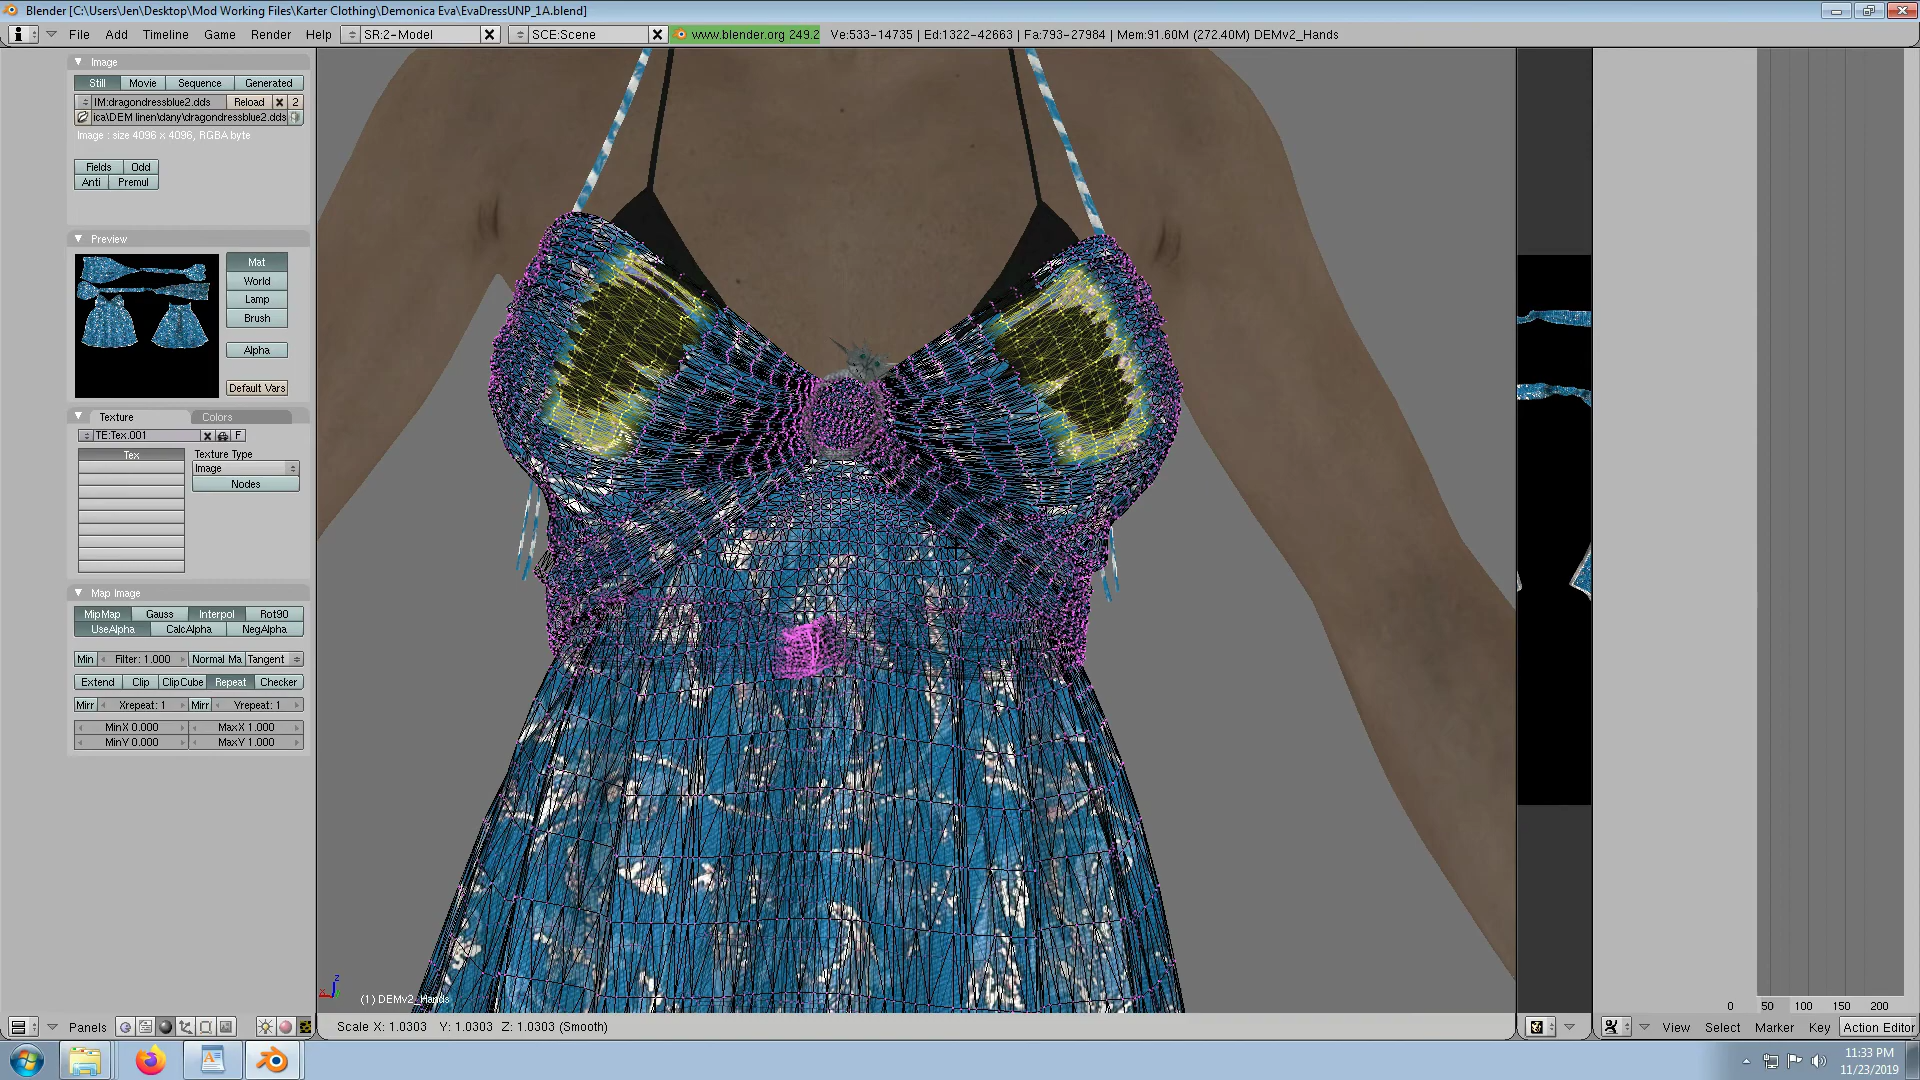 Blender [C:\Users\Jen\Desktop\Mod Working Files\Karter Clothing\Demonica Eva\EvaDressUNP_1A.blend]
File Add Timeline Game Render Help SR:2-Model SCE:Scene www.blender.org 249.2 Ve:533-14735 | Ed:1322-42663 | Fa:793-27984 | Mem:91.60M (272.40M) DEMv2_Hands
Image
Still Movie Sequence Generated
IM:dragondressblue2.dds Reload 2
ica\DEM linen\dany\dragondressblue2.dds
Image : size 4096 x 4096, RGBA byte
Fields Odd
Anti Premul
Preview
Mat
World
Lamp
Brush
Alpha
Default Vars
Texture Colors
TE:Tex.001 F
Tex
Texture Type
Image
Nodes
Map Image
MipMap Gauss Interpol Rot90
UseAlpha CalcAlpha NegAlpha
Min Filter: 1.000 Normal Ma Tangent
Extend Clip ClipCube Repeat Checker
Mirr Xrepeat: 1 Mirr Yrepeat: 1
MinX 0.000 MaxX 1.000
MinY 0.000 MaxY 1.000
z
x
(1) DEMv2_Hands
0 50 100 150 200
Panels
Scale X: 1.0303 Y: 1.0303 Z: 1.0303 (Smooth)
View Select Marker Key Action Editor
11:33 PM
11/23/2019